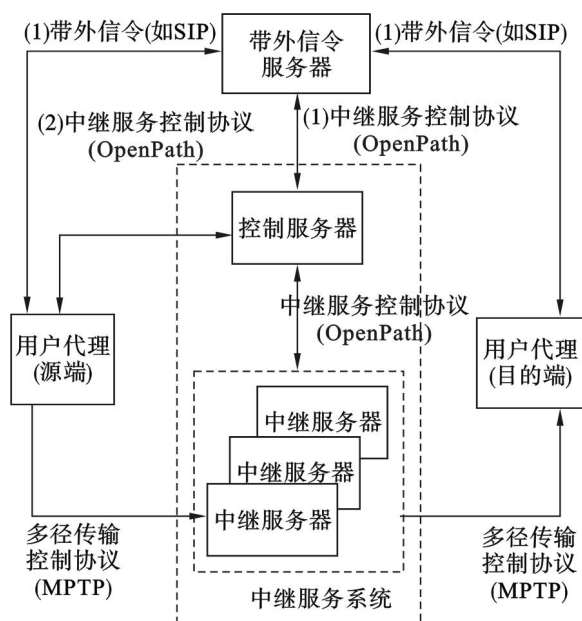 (1)带外信令(如SIP)
带外信令
服务器
(1)带外信令(如SIP)
(2)中继服务控制协议
(OpenPath)
(1)中继服务控制协议
(OpenPath)
控制服务器
中继服务控制协议
(OpenPath)
用户代理
(源端)
用户代理
(目的端)
中继服务器
中继服务器
中继服务器
多径传输
控制协议
(MPTP)
多径传输
控制协议
(MPTP)
中继服务系统